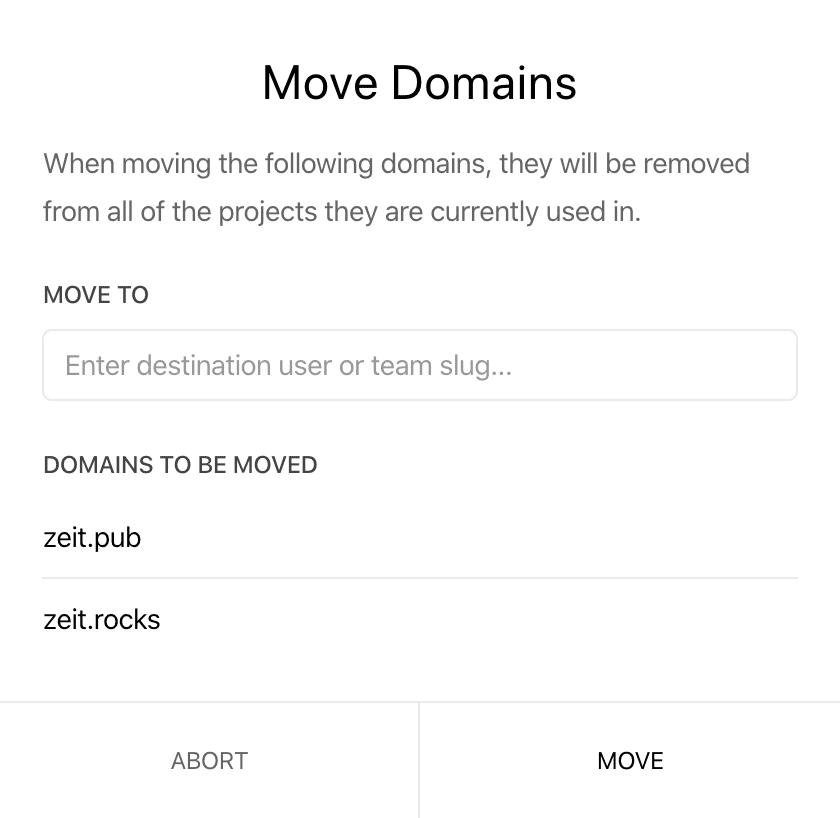 Move Domains
When moving the following domains, they will be removed
from all of the projects they are currently used in.
MOVE TO
Enter destination user or team slug...
DOMAINS TO BE MOVED
zeit.pub
zeit.rocks
ABORT
MOVE